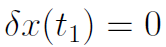 δx(t₁) = 0